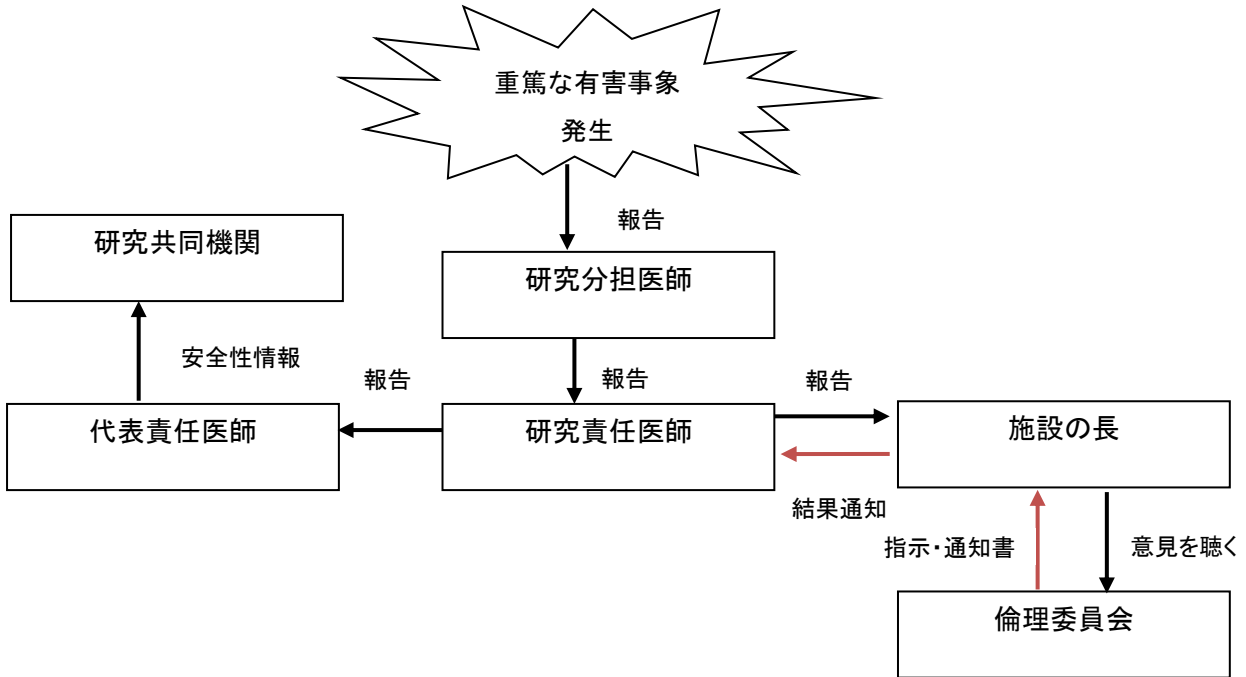 重篤な有害事象
発生
報告
研究共同機関
研究分担医師
安全性情報
報告
報告
報告
代表責任医師
研究責任医師
施設の長
結果通知
指示・通知書
意見を聴く
倫理委員会